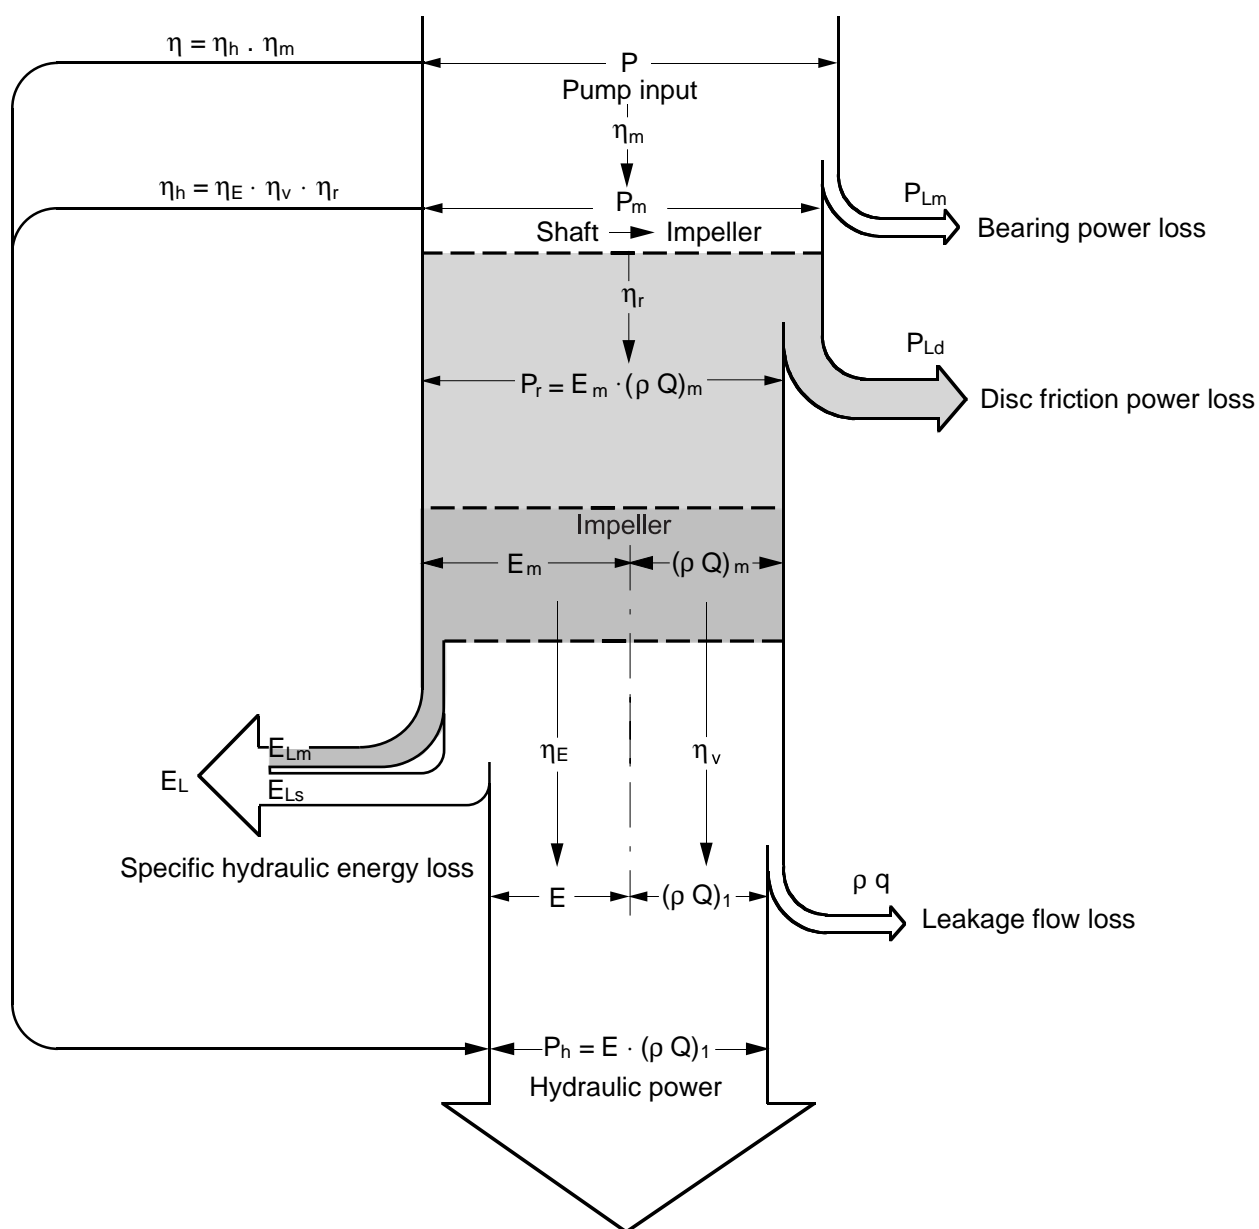 η = ηh . ηm
P
Pump input
ηm
ηh = ηE · ηv · ηr
Pm
PLm
Shaft Impeller
Bearing power loss
ηr
PLd
Pr = Em · (ρ Q)m
Disc friction power loss
Impeller
Em
(ρ Q)m
ELm
ηE
ηv
EL
ELs
Specific hydraulic energy loss
ρ q
E
(ρ Q)1
Leakage flow loss
Ph = E · (ρ Q)1
Hydraulic power